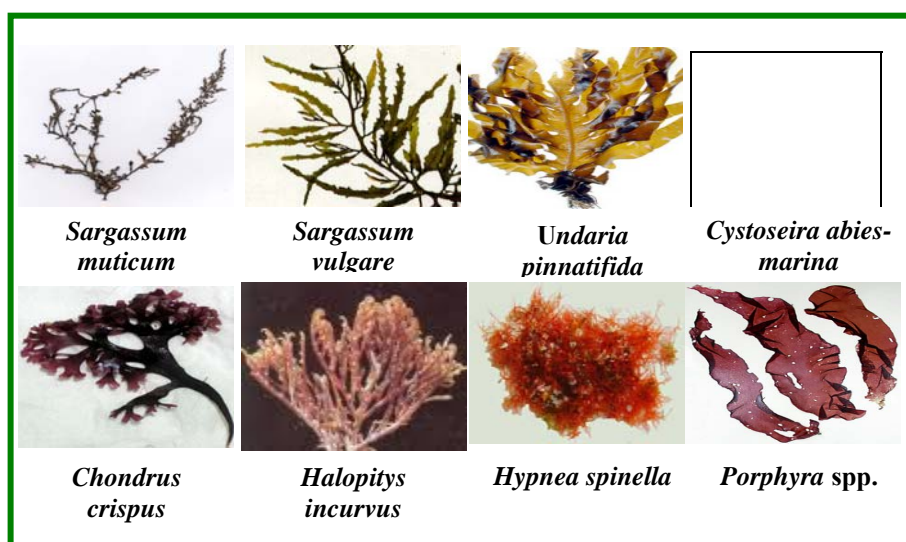 Sargassum
muticum
Sargassum
vulgare
Undaria
pinnatifida
Cystoseira abies-
marina
Chondrus
crispus
Halopitys
incurvus
Hypnea spinella
Porphyra spp.